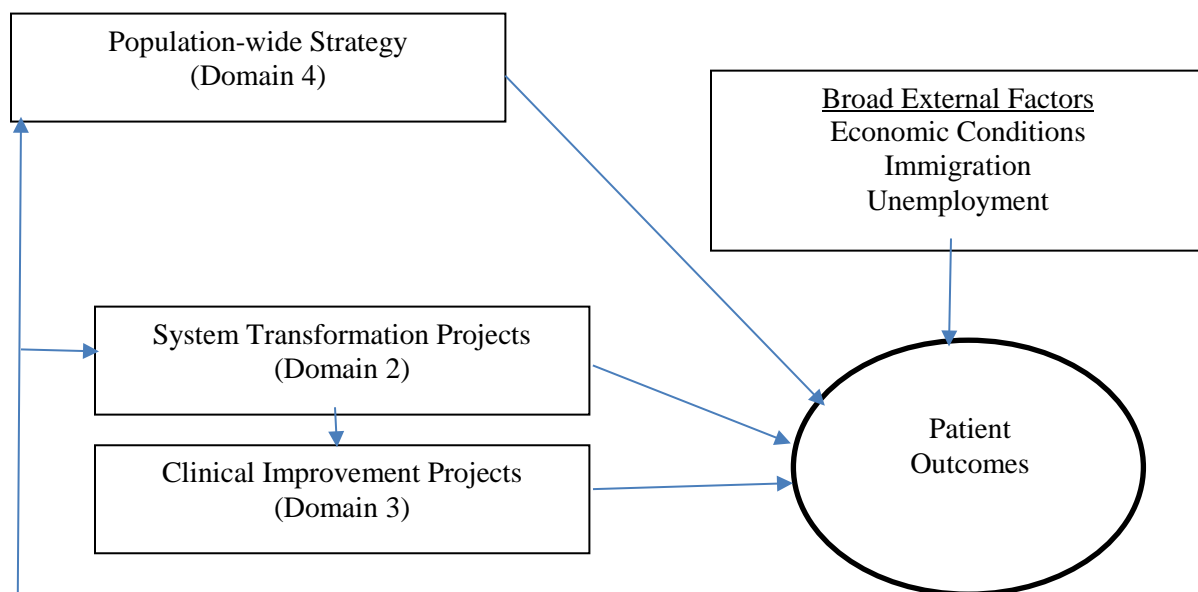 Population-wide Strategy
(Domain 4)
Broad External Factors
Economic Conditions
Immigration
Unemployment
System Transformation Projects
(Domain 2)
Clinical Improvement Projects
(Domain 3)
Patient
Outcomes